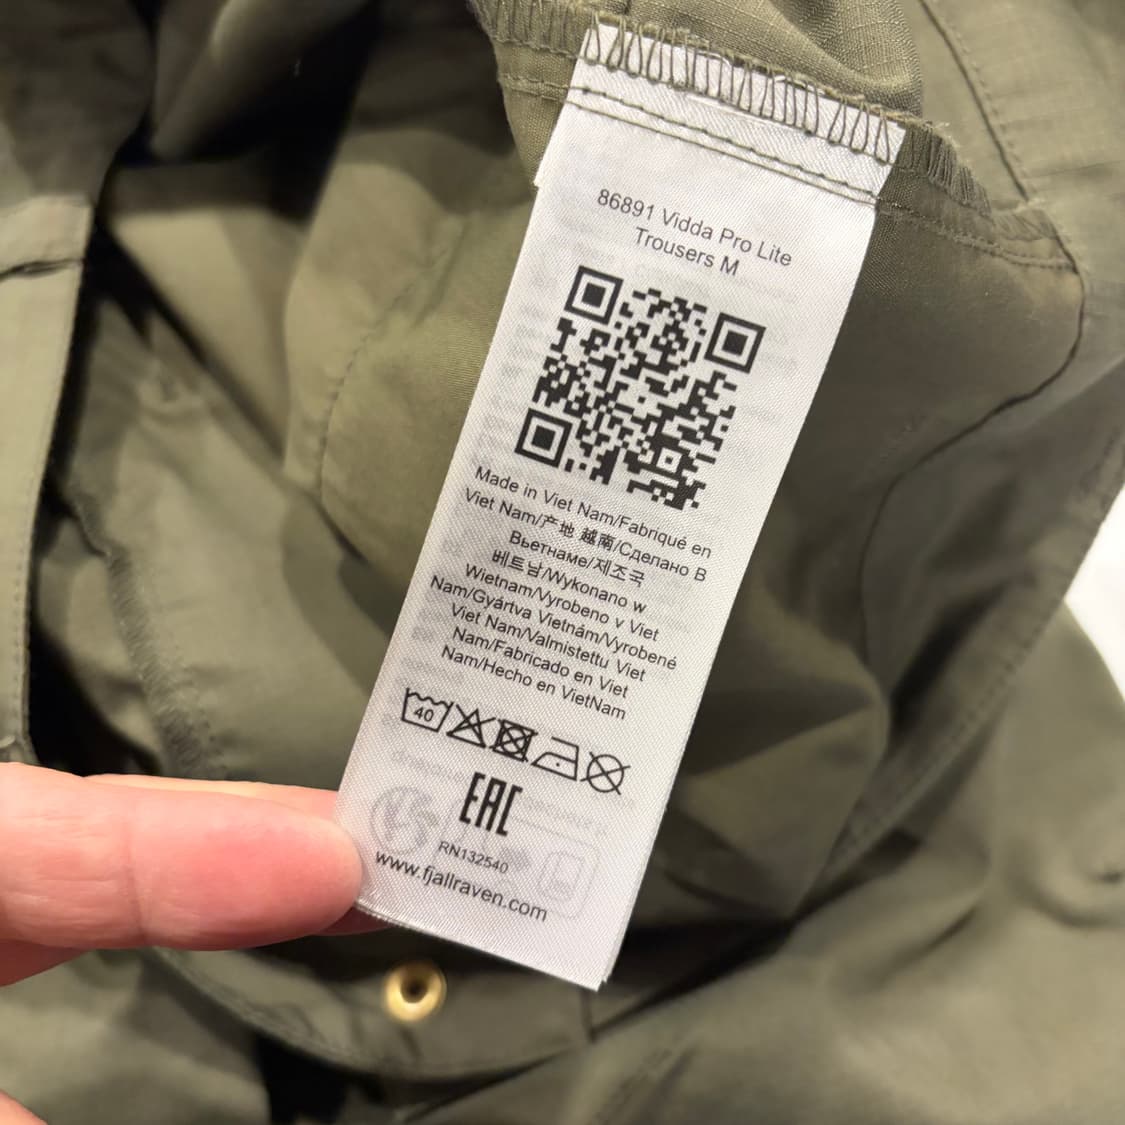 86891 Vidda Pro Lite
Trousers M
Made in Viet Nam/Fabriqué en
Viet Nam/产地 越南/Сделано В
Вьетнаме/제조국
베트남/Wykonano w
Wietnam/Vyrobeno v Viet
Nam/Gyártva Vietnám/Vyrobené
Viet Nam/Valmistettu Viet
Nam/Fabricado en Viet
Nam/Hecho en VietNam
40
EAC
RN132540
www.fjallraven.com